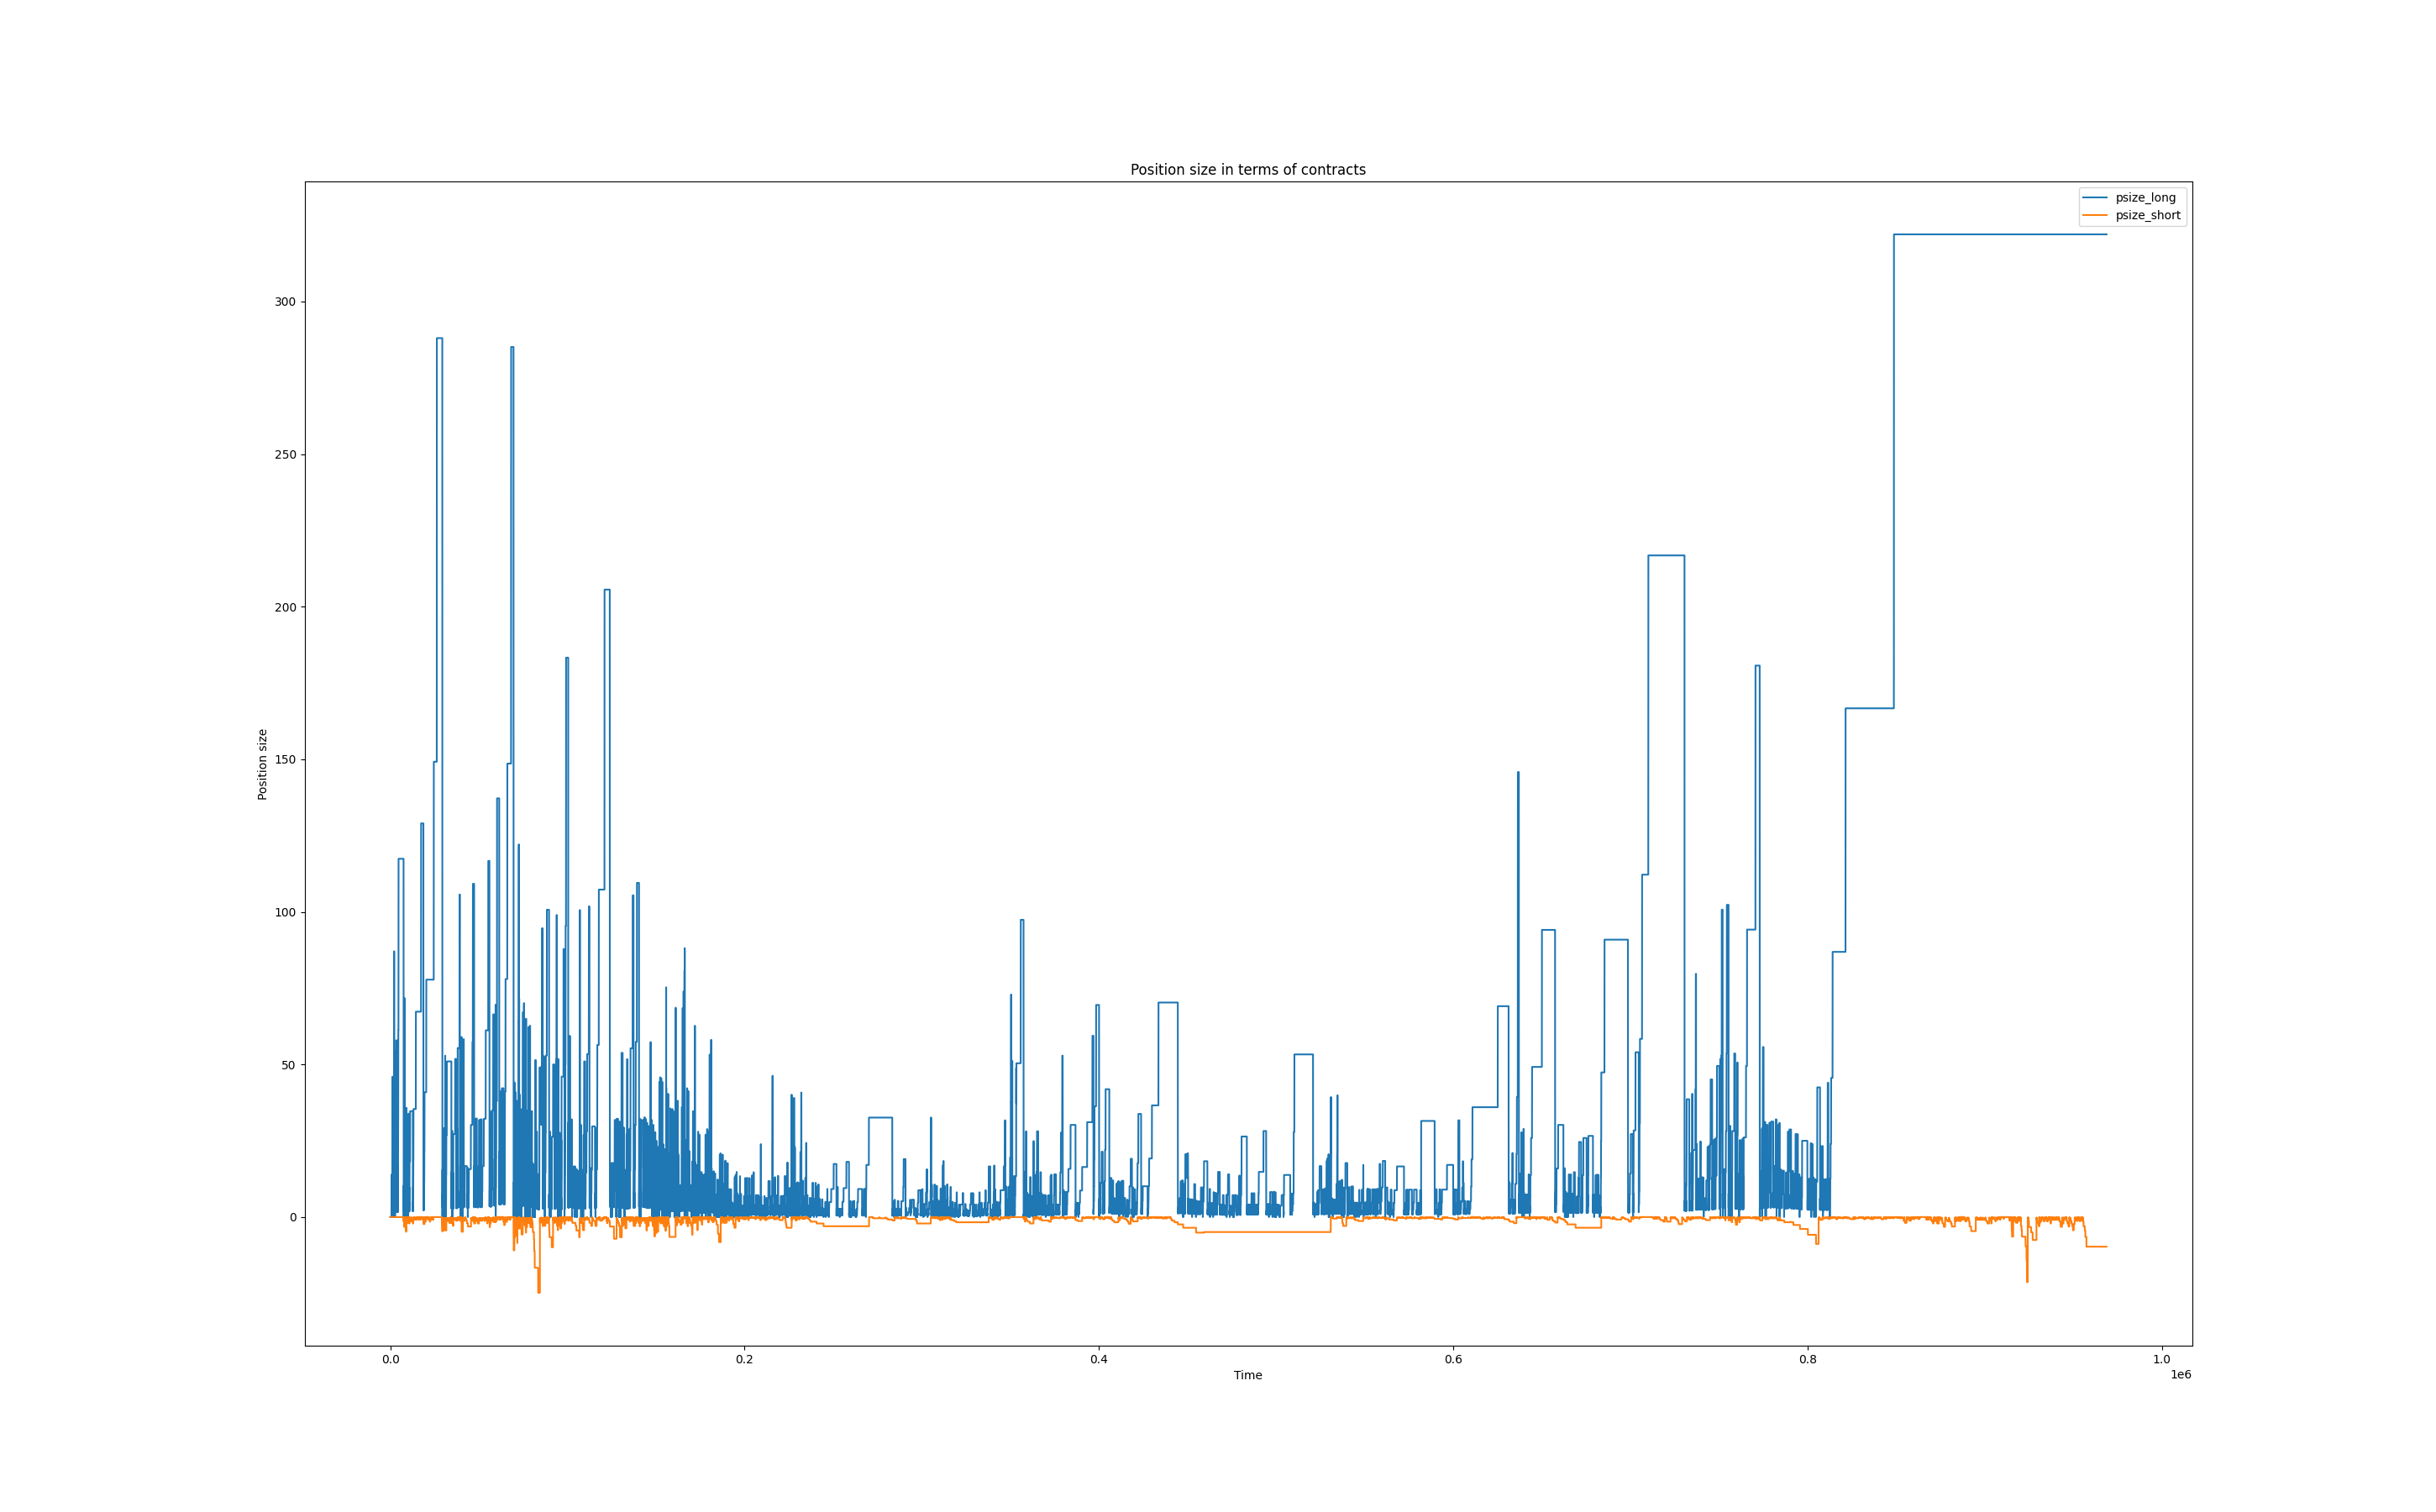 Position size in terms of contracts
psize_long
psize_short
300
250
200
150
100
50
0
Position size
0.0 0.2 0.4 0.6 0.8 1.0
Time
1e6